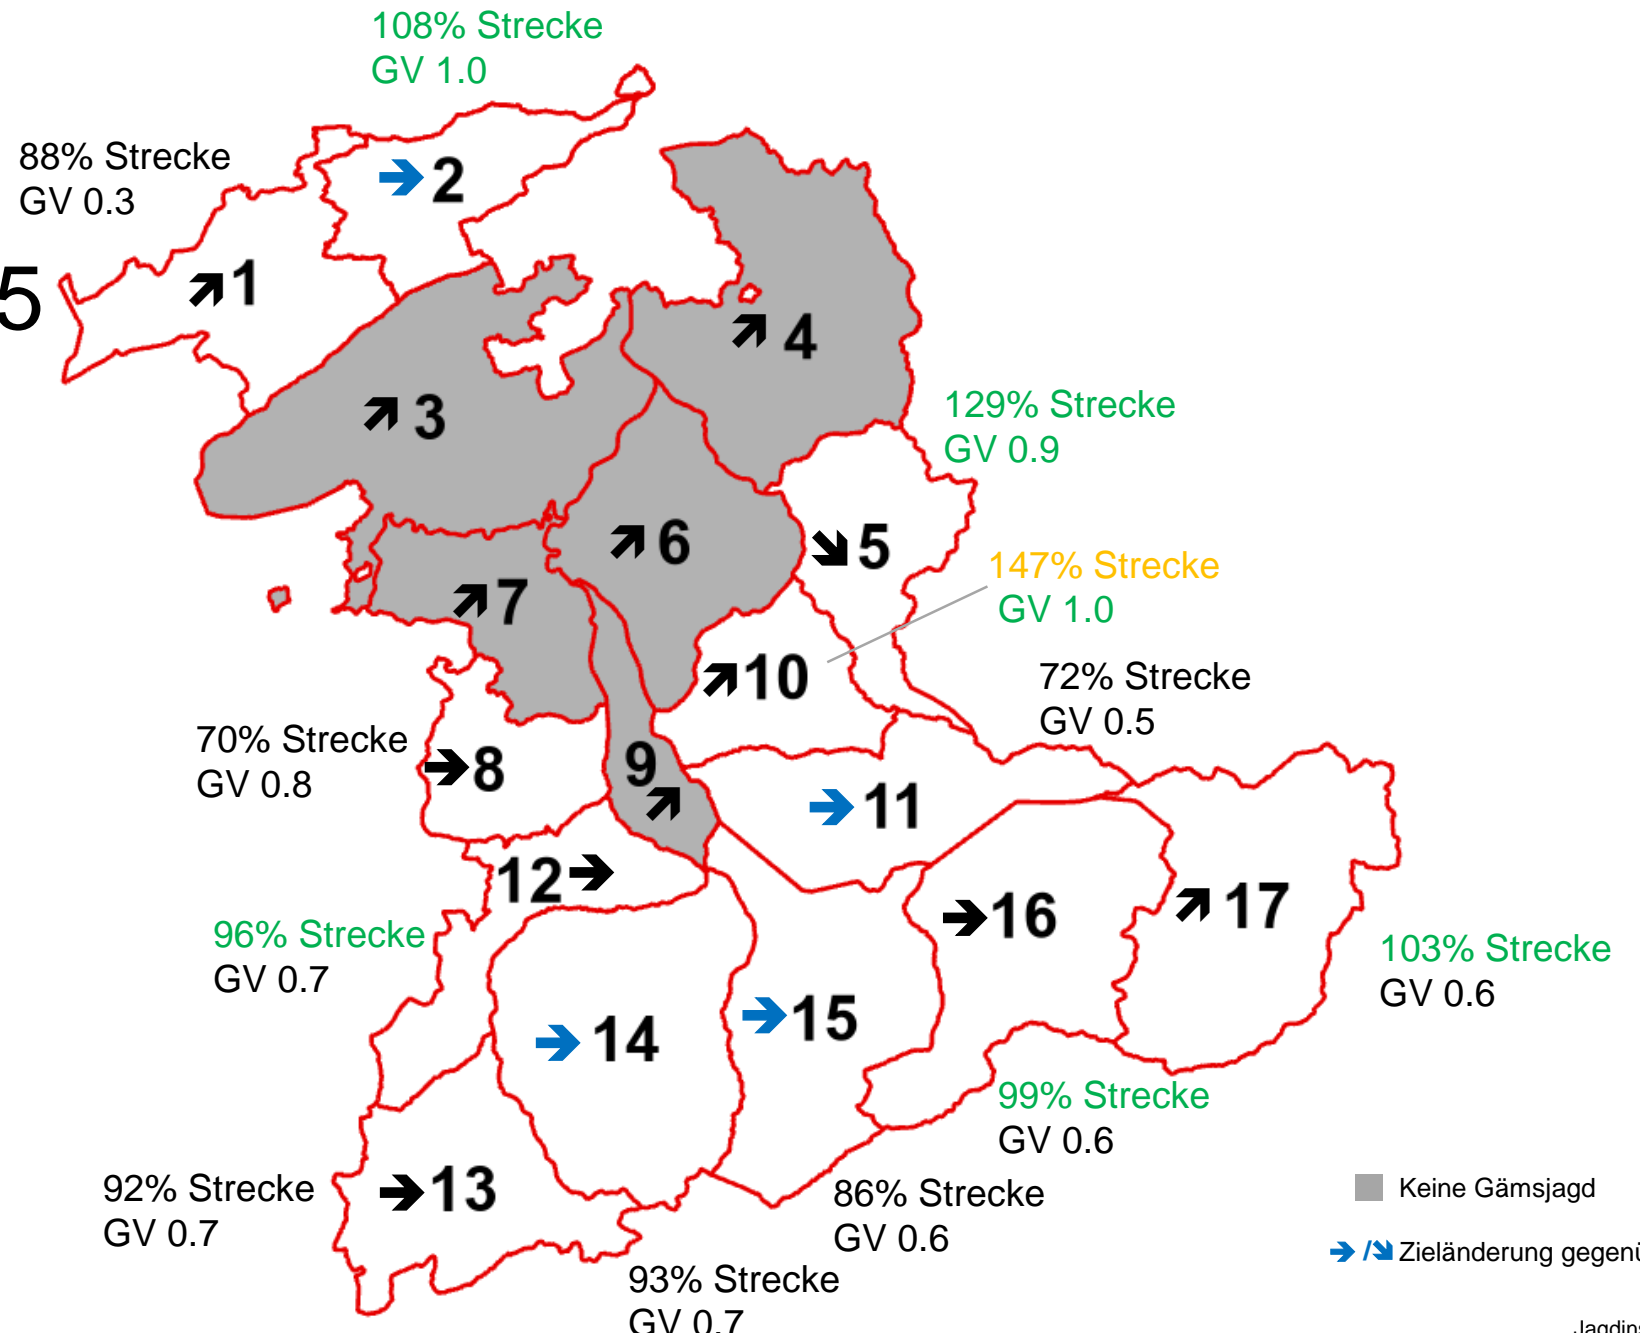 108% Strecke
GV 1.0
88% Strecke
GV 0.3
2
1
5
4
3
129% Strecke
GV 0.9
6
5
7
147% Strecke
GV 1.0
10
72% Strecke
GV 0.5
70% Strecke
GV 0.8
8
9
11
12
16
17
96% Strecke
GV 0.7
103% Strecke
GV 0.6
15
14
99% Strecke
GV 0.6
13
92% Strecke
GV 0.7
86% Strecke
GV 0.6
Keine Gämsjagd
/ Zieländerung
93% Strecke
GV 0.7